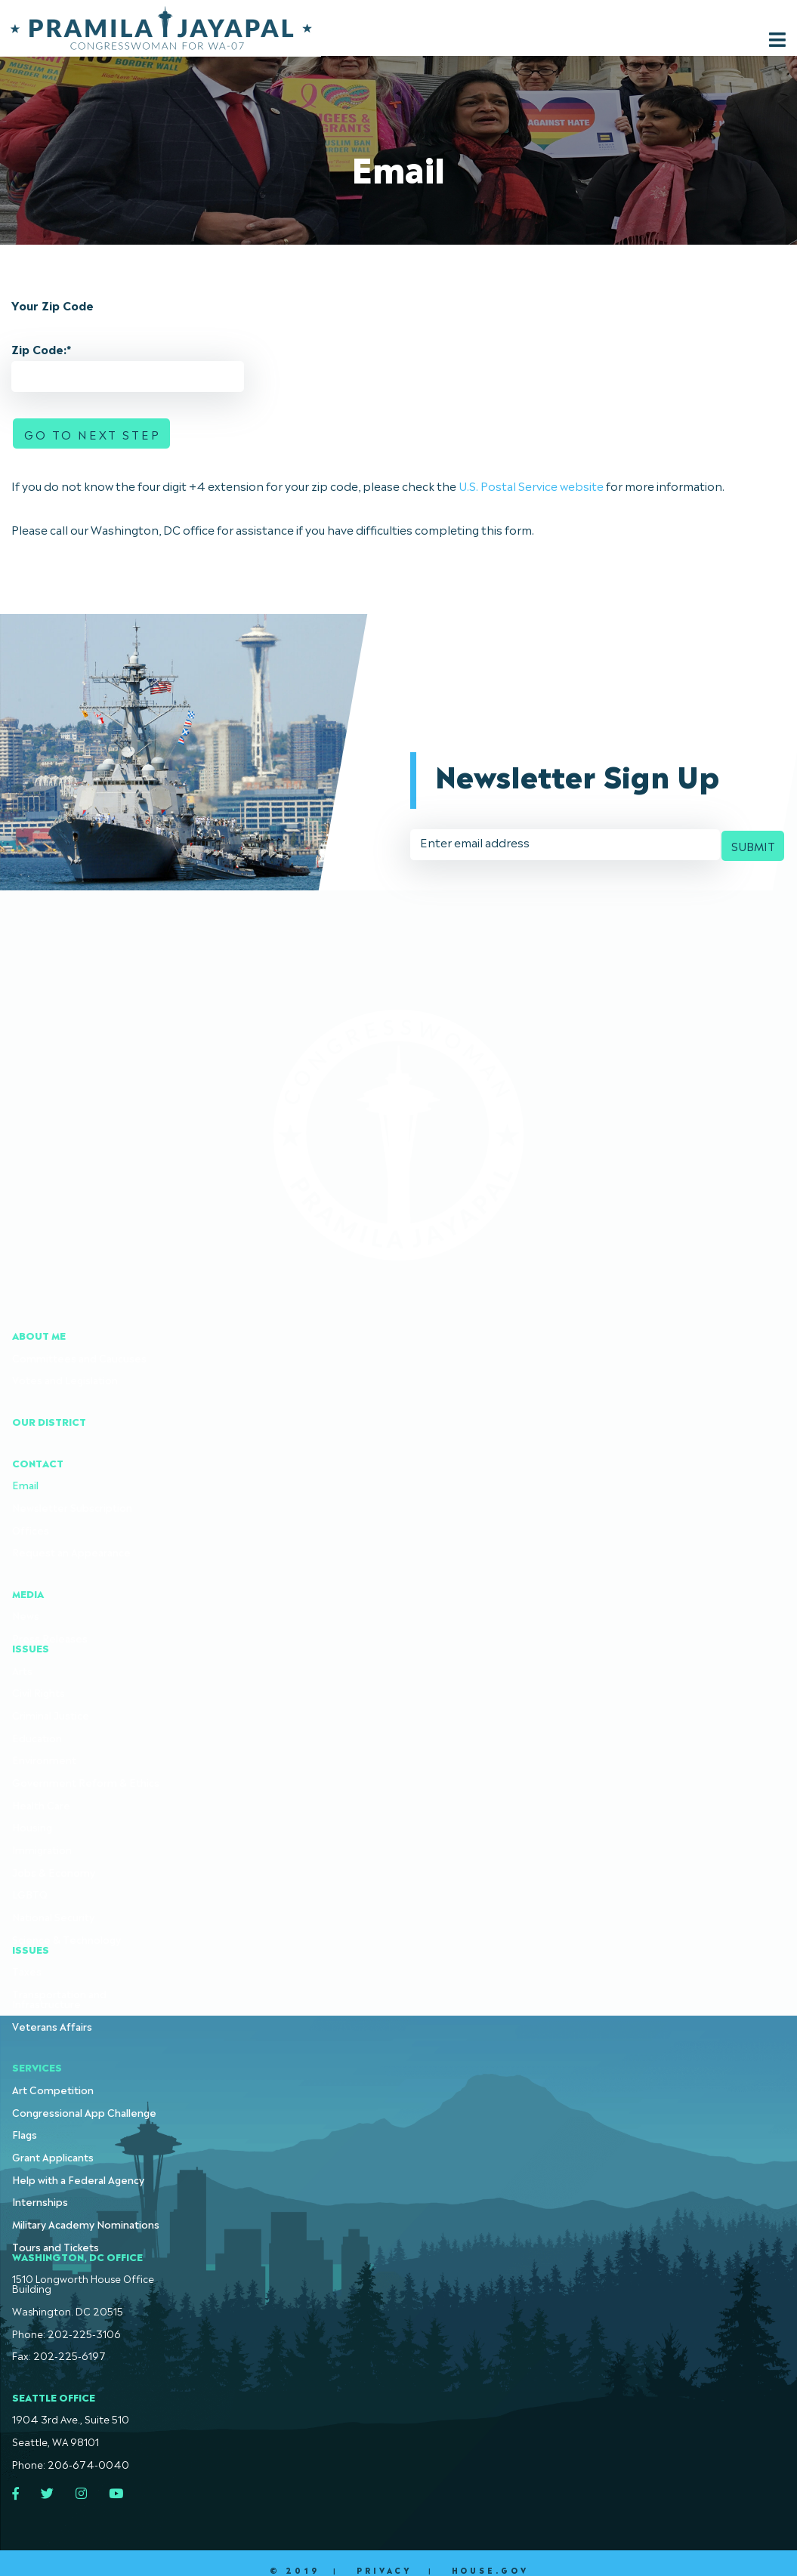 PRAMILA JAYAPAL
CONGRESSWOMAN FOR WA-07
Email
Your Zip Code
Zip Code:*
GO TO NEXT STEP
If you do not know the four digit +4 extension for your zip code, please check the U.S. Postal Service website for more information.
Please call our Washington, DC office for assistance if you have difficulties completing this form.
Newsletter Sign Up
Enter email address
SUBMIT
ABOUT ME
OUR DISTRICT
CONTACT
Email
MEDIA
ISSUES
ISSUES
Veterans Affairs
SERVICES
Art Competition
Congressional App Challenge
Flags
Grant Applicants
Help with a Federal Agency
Internships
Military Academy Nominations
Tours and Tickets
WASHINGTON, DC OFFICE
1510 Longworth House Office
Building
Washington, DC 20515
Phone: 202-225-3106
Fax: 202-225-6197
SEATTLE OFFICE
1904 3rd Ave., Suite 510
Seattle, WA 98101
Phone: 206-674-0040
© 2019 | PRIVACY | HOUSE.GOV